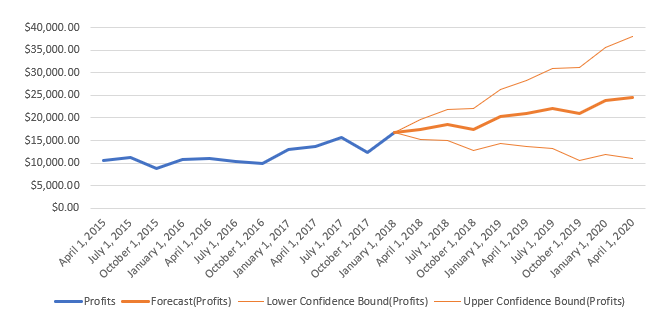 $40,000.00
$35,000.00
$30,000.00
$25,000.00
$20,000.00
$15,000.00
$10,000.00
$5,000.00
$0.00
April 1, 2015
July 1, 2015
October 1, 2015
January 1, 2016
April 1, 2016
July 1, 2016
October 1, 2016
January 1, 2017
April 1, 2017
July 1, 2017
October 1, 2017
January 1, 2018
April 1, 2018
July 1, 2018
October 1, 2018
January 1, 2019
April 1, 2019
July 1, 2019
October 1, 2019
January 1, 2020
April 1, 2020
Profits Forecast(Profits) Lower Confidence Bound(Profits) Upper Confidence Bound(Profits)